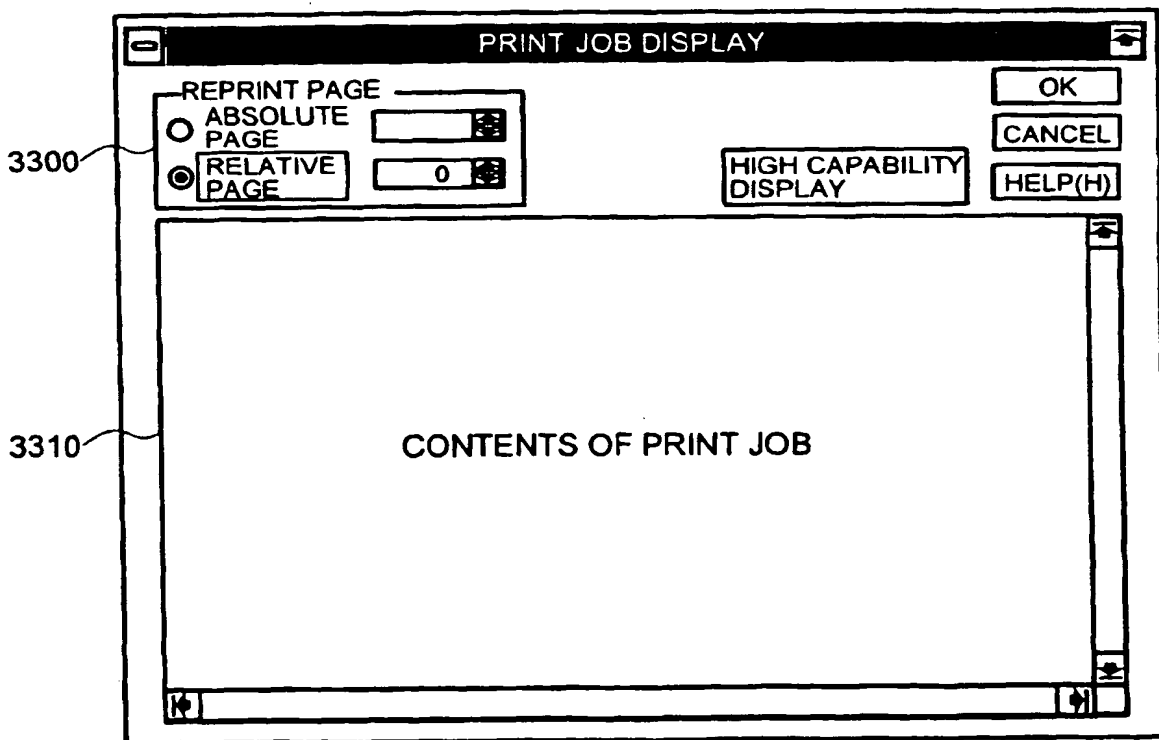 PRINT JOB DISPLAY
REPRINT PAGE
OK
ABSOLUTE
PAGE
CANCEL
3300
RELATIVE
PAGE
0
HIGH CAPABILITY
DISPLAY
HELP(H)
3310
CONTENTS OF PRINT JOB